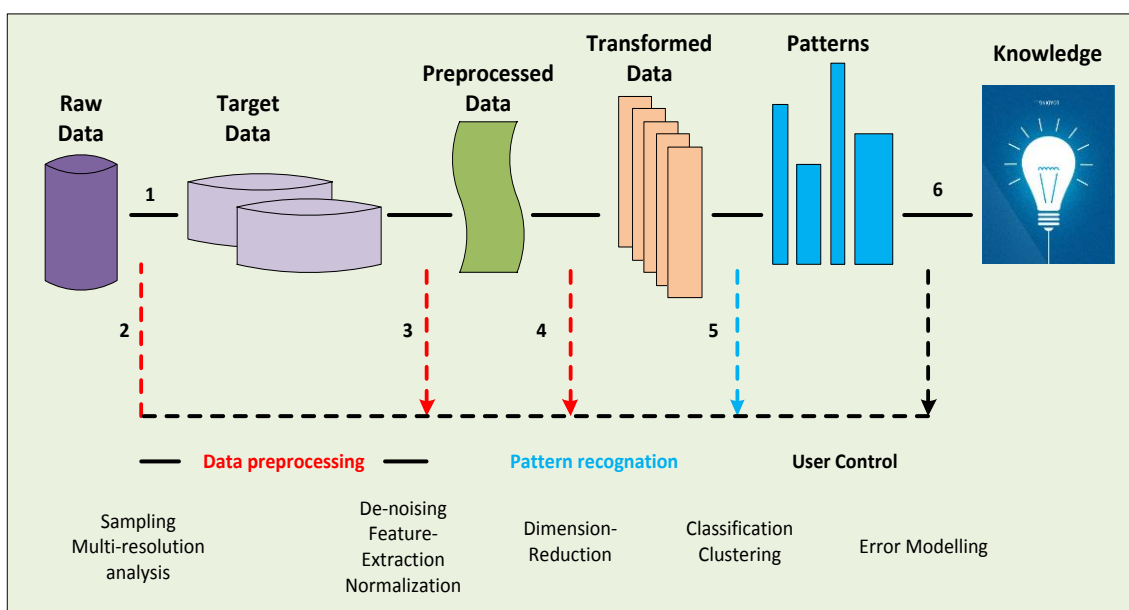 Raw
Data
Target
Data
Preprocessed
Data
Transformed
Data
Patterns
Knowledge
LOADING...
1
6
2
3
4
5
Data preprocessing
Pattern recognation
User Control
Sampling
Multi-resolution
analysis
De-noising
Feature-
Extraction
Normalization
Dimension-
Reduction
Classification
Clustering
Error Modelling